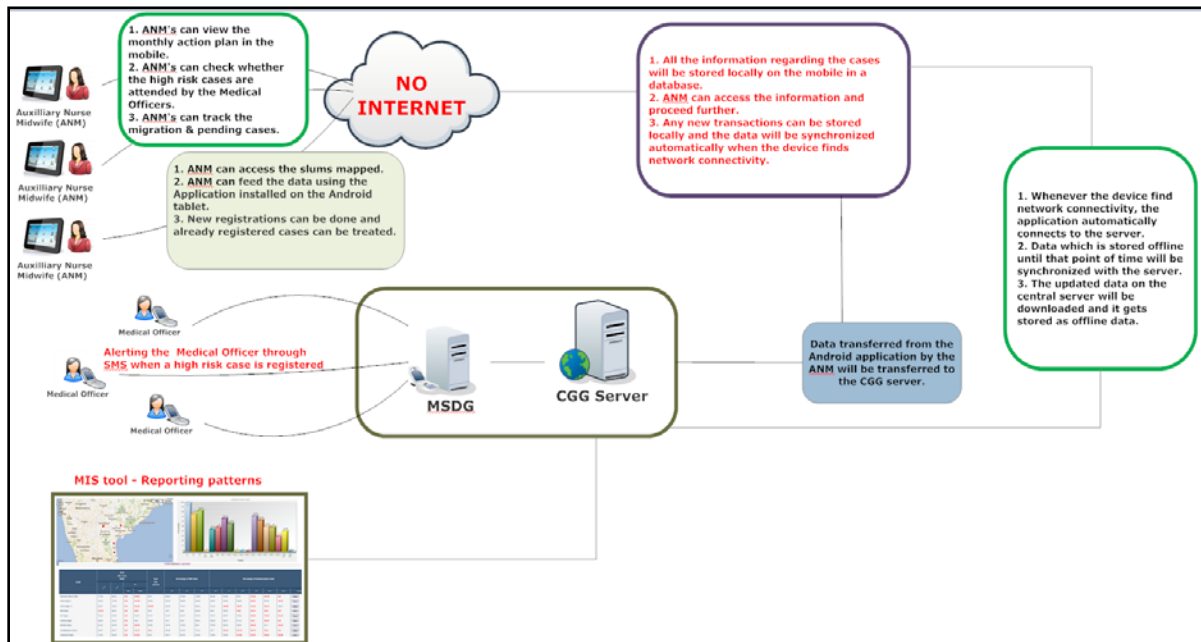 1. ANM's can view the
monthly action plan in the
mobile.
2. ANM's can check whether
the high risk cases are
attended by the Medical
Officers.
3. ANM's can track the
migration & pending cases.
Auxilliary Nurse
Midwife (ANM)
Auxilliary Nurse
Midwife (ANM)
Auxilliary Nurse
Midwife (ANM)
NO
INTERNET
1. ANM can access the slums mapped.
2. ANM can feed the data using the
Application installed on the Android
tablet.
3. New registrations can be done and
already registered cases can be treated.
1. All the information regarding the cases
will be stored locally on the mobile in a
database.
2. ANM can access the information and
proceed further.
3. Any new transactions can be stored
locally and the data will be synchronized
automatically when the device finds
network connectivity.
1. Whenever the device find
network connectivity, the
application automatically
connects to the server.
2. Data which is stored offline
until that point of time will be
synchronized with the server.
3. The updated data on the
central server will be
downloaded and it gets
stored as offline data.
Medical Officer
Alerting the Medical Officer through
SMS when a high risk case is registered
Medical Officer
Medical Officer
MSDG
CGG Server
Data transferred from the
Android application by the
ANM will be transferred to
the CGG server.
MIS tool - Reporting patterns